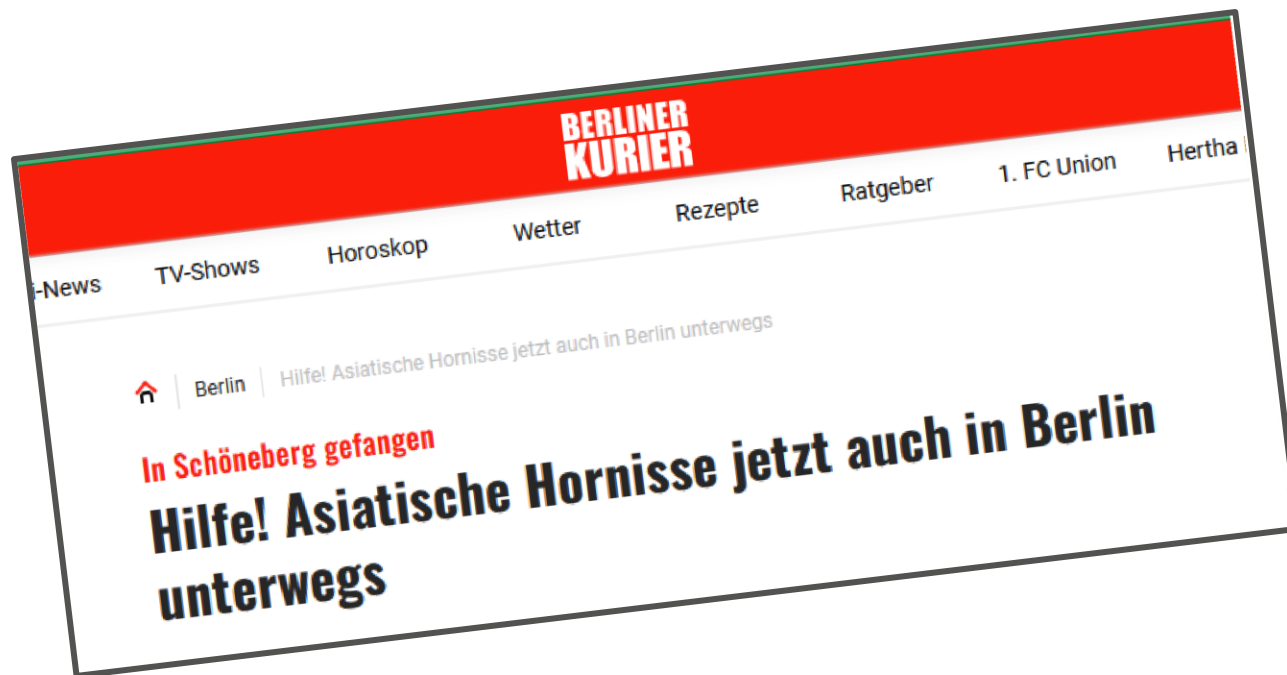 BERLINER
KURIER
i-News TV-Shows Horoskop Wetter Rezepte Ratgeber 1. FC Union Hertha
Berlin Hilfe! Asiatische Hornisse jetzt auch in Berlin unterwegs
In Schöneberg gefangen
Hilfe! Asiatische Hornisse jetzt auch in Berlin
unterwegs